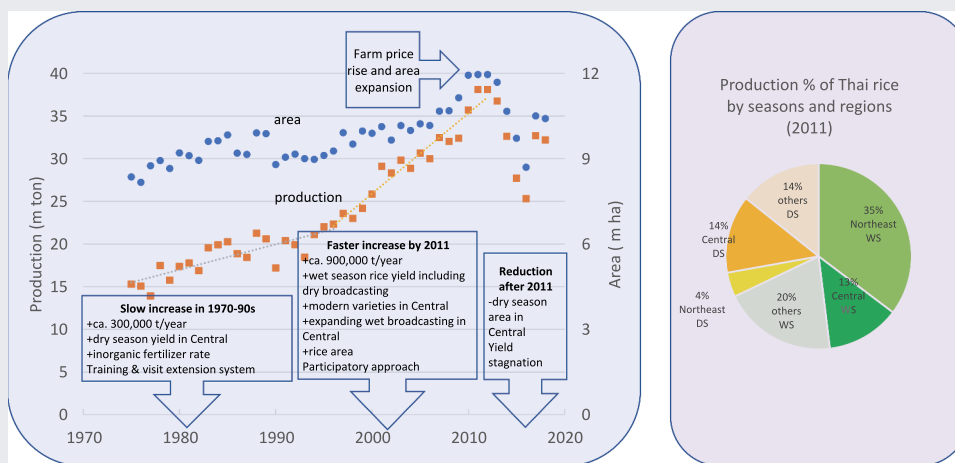 Farm price
rise and area
expansion
40
35
30
25
20
15
10
5
0
Production (m ton)
12
9
6
3
0
Area ( m ha)
area
production
Slow increase in 1970-90s
+ca. 300,000 t/year
+dry season yield in Central
+inorganic fertilizer rate
Training & visit extension system
Faster increase by 2011
+ca. 900,000 t/year
+wet season rice yield including
dry broadcasting
+modern varieties in Central
+expanding wet broadcasting in
Central
+rice area
Participatory approach
Reduction
after 2011
-dry season
area in
Central
Yield
stagnation
1970
1980
1990
2000
2010
2020
Production % of Thai rice
by seasons and regions
(2011)
35%
Northeast
WS
13%
Central
WS
20%
others
WS
4%
Northeast
DS
14%
Central
DS
14%
others
DS